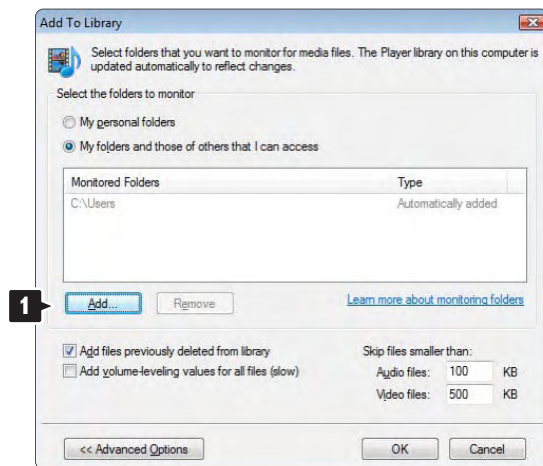 Add To Library
Select folders that you want to monitor for media files. The Player library on this computer is
updated automatically to reflect changes.
Select the folders to monitor
My personal folders
My folders and those of others that I can access
Monitored Folders Type
C:\Users Automatically added
1 Add... Remove Learn more about monitoring folders
Add files previously deleted from library Skip files smaller than:
Add volume-leveling values for all files (slow) Audio files: 100 KB
Video files: 500 KB
<< Advanced Options OK Cancel